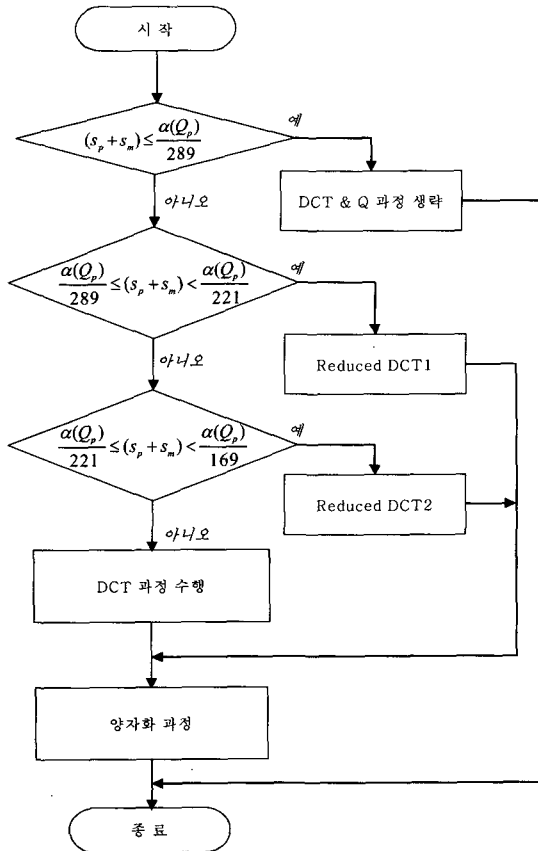 시 작
(s_p + s_m) ≤ α(Q_p)/289
예
DCT & Q 과정 생략
아니오
α(Q_p)/289 ≤ (s_p + s_m) < α(Q_p)/221
예
Reduced DCT1
아니오
α(Q_p)/221 ≤ (s_p + s_m) < α(Q_p)/169
예
Reduced DCT2
아니오
DCT 과정 수행
양자화 과정
종 료